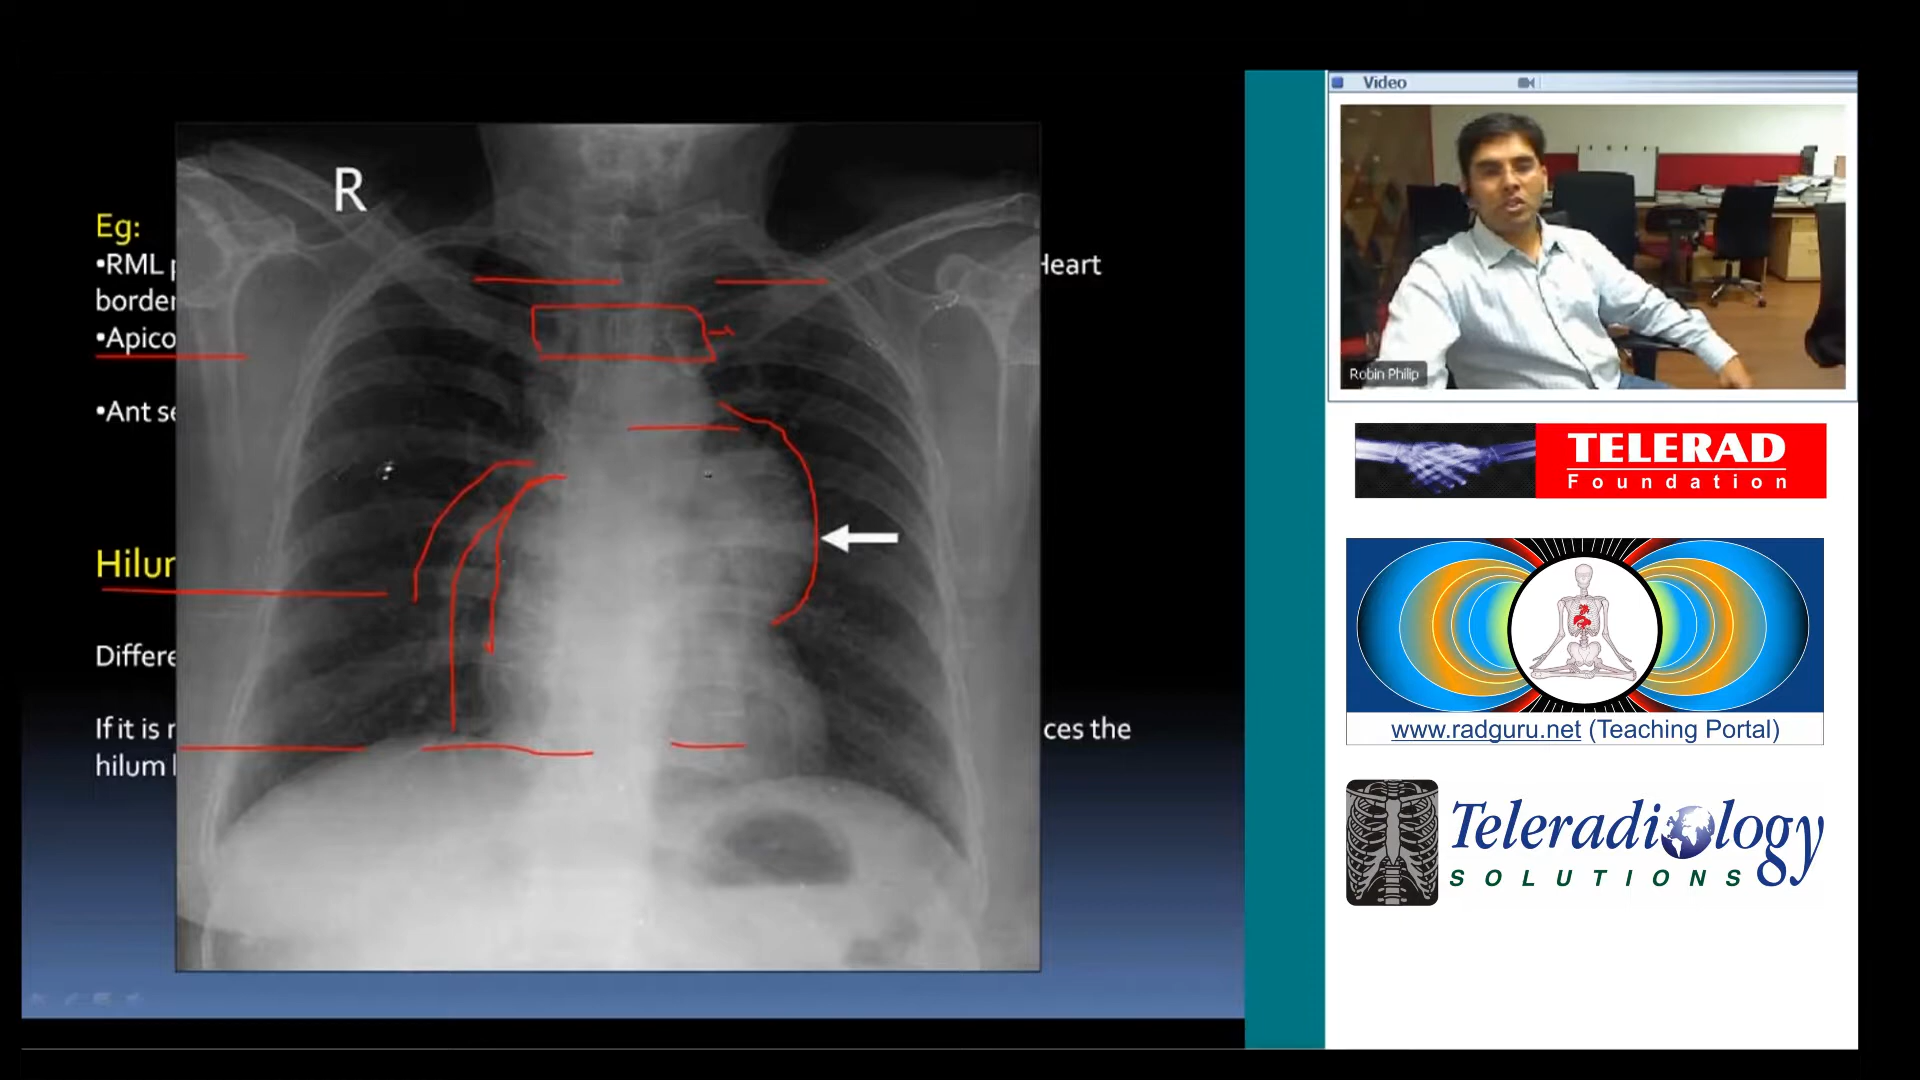 Eg:
•RML
Heart
border
•Apico
•Ant se
Hilum
Differe
If it is
ces the
hilum
R
Video
Robin Philip
TELERAD
Foundation
www.radguru.net (Teaching Portal)
Teleradiology
SOLUTIONS